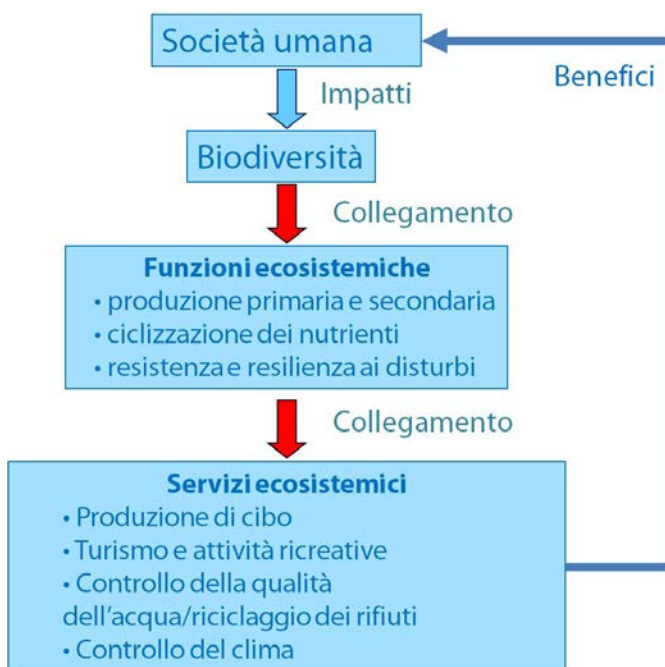 Società umana
Benefici
Impatti
Biodiversità
Collegamento
Funzioni ecosistemiche
• produzione primaria e secondaria
• ciclizzazione dei nutrienti
• resistenza e resilienza ai disturbi
Collegamento
Servizi ecosistemici
• Produzione di cibo
• Turismo e attività ricreative
• Controllo della qualità
dell'acqua/riciclaggio dei rifiuti
• Controllo del clima